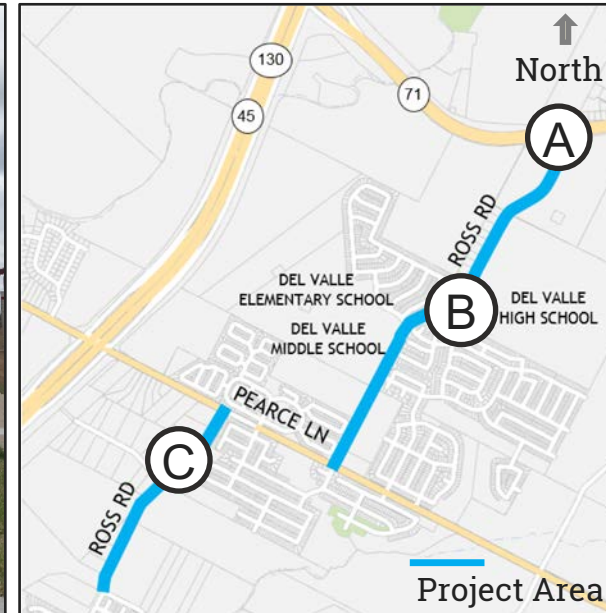 North
130
71
45
A
ROSS RD
DEL VALLE
ELEMENTARY SCHOOL
DEL VALLE
HIGH SCHOOL
B
DEL VALLE
MIDDLE SCHOOL
PEARCE LN
C
ROSS RD
Project Area